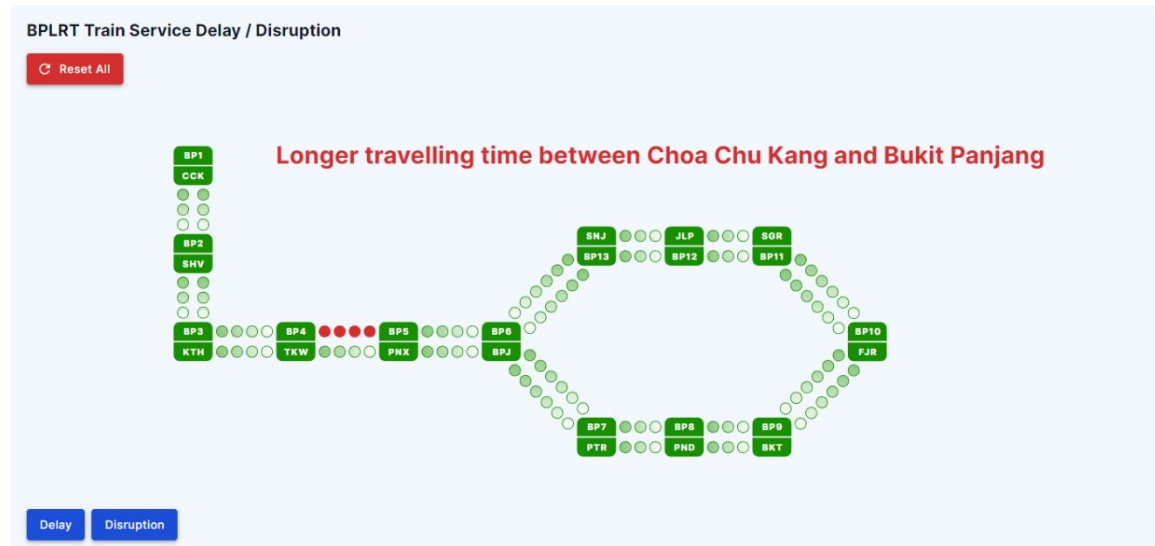 BPLRT Train Service Delay / Disruption
Reset All
Longer travelling time between Choa Chu Kang and Bukit Panjang
BP1
CCK
BP2
SHV
SNJ JLP SGR
BP13 BP12 BP11
BP3 BP4 BP5 BP6 BP10
KTH TKW PNX BPJ FJR
BP7 BP8 BP9
PTR PND BKT
Delay Disruption